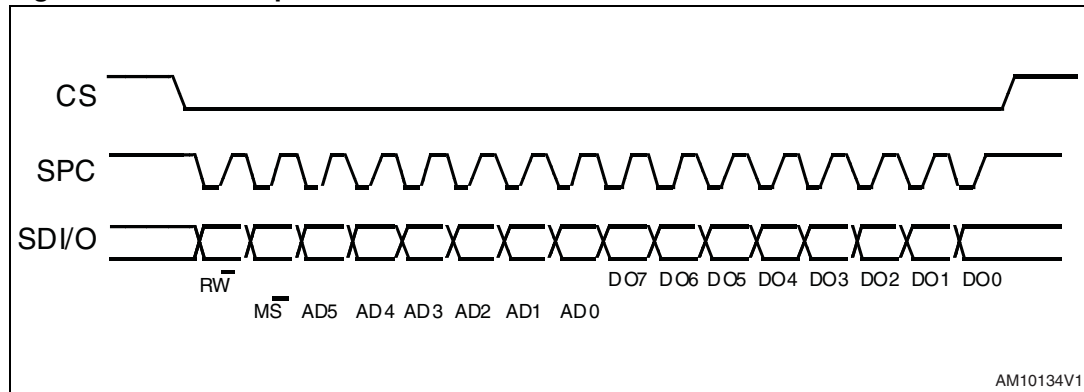 CS
SPC
SDI/O
RW
DO7 DO6 DO5 DO4 DO3 DO2 DO1 DO0
MS AD5 AD4 AD3 AD2 AD1 AD0
AM10134V1